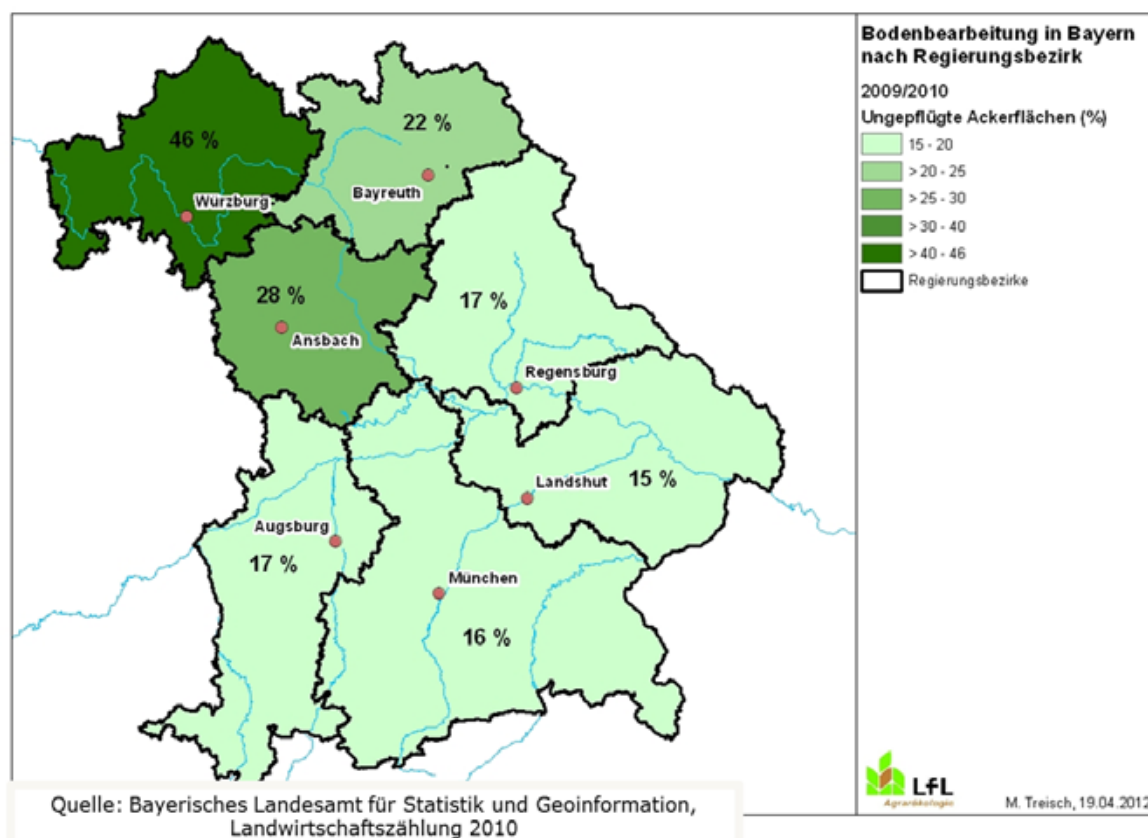 Bodenbearbeitung in Bayern
nach Regierungsbezirk
2009/2010
Ungepflügte Ackerflächen (%)
15 - 20
>20 - 25
>25 - 30
>30 - 40
>40 - 46
Regierungsbezirke
46 %
22 %
Würzburg
Bayreuth
28 %
Ansbach
17 %
Regensburg
Landshut
15 %
Augsburg
17 %
München
16 %
LfL
Agrarökologie
M. Treisch, 19.04.2012
Quelle: Bayerisches Landesamt für Statistik und Geoinformation,
Landwirtschaftszählung 2010